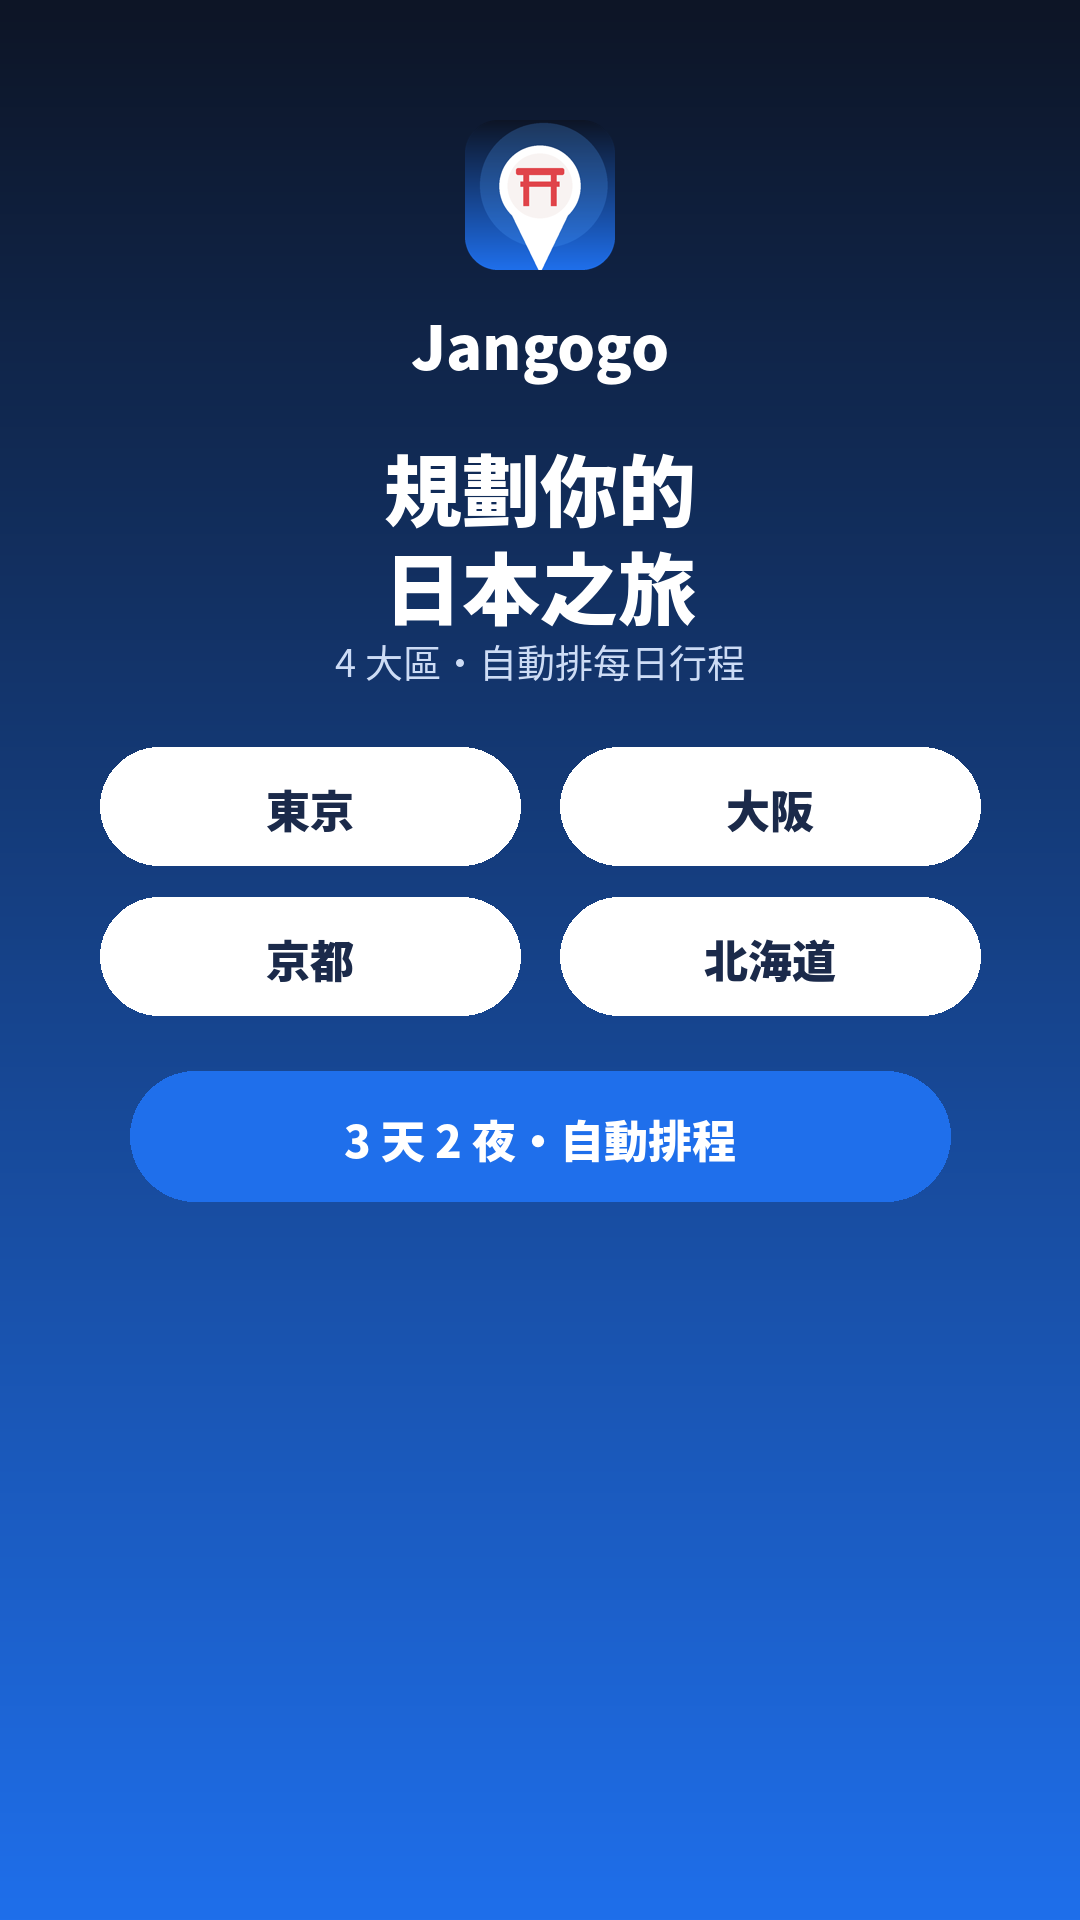 Jangogo
規劃你的
日本之旅
4 大區・自動排每日行程
東京
大阪
京都
北海道
3 天 2 夜・自動排程